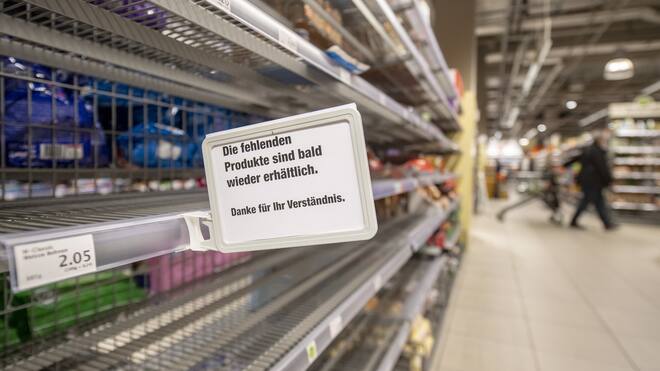 Die fehlenden
Produkte sind bald
wieder erhältlich.
Danke für Ihr Verständnis.
2.05